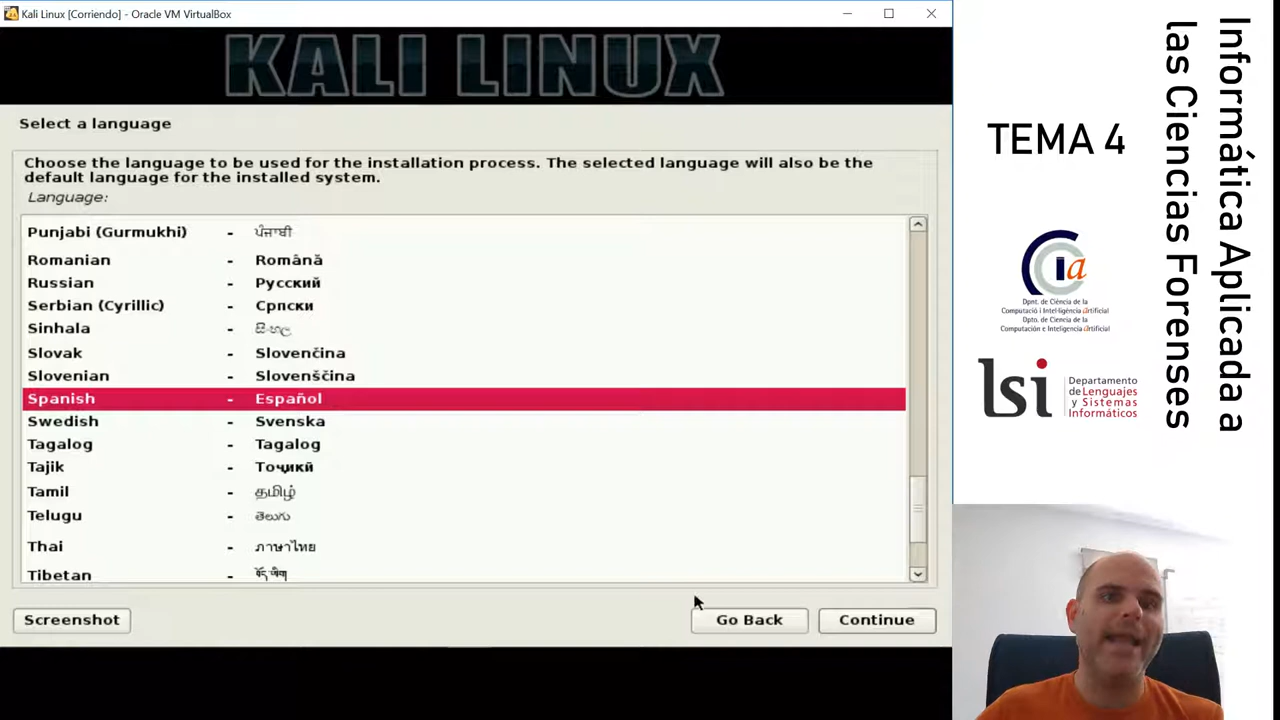 Kali Linux [Corriendo] - Oracle VM VirtualBox
KALI LINUX
Select a language
Choose the language to be used for the installation process. The selected language will also be the
default language for the installed system.
Language:
Punjabi (Gurmukhi) - ਪੰਜਾਬੀ
Romanian - Română
Russian - Русский
Serbian (Cyrillic) - Српски
Sinhala - සිංහල
Slovak - Slovenčina
Slovenian - Slovenščina
Spanish - Español
Swedish - Svenska
Tagalog - Tagalog
Tajik - Тоҷикӣ
Tamil - தமிழ்
Telugu - తెలుగు
Thai - ภาษาไทย
Tibetan - བོད་ཡིག
Screenshot
Go Back
Continue
Informática Aplicada a
las Ciencias Forenses
TEMA 4
cia
Dpnt. de Ciència de la
Computació i Intel·ligència artificial
Dpto. de Ciencia de la
Computación e Inteligencia artificial
lsi
Departamento
de Lenguajes
y Sistemas
Informáticos